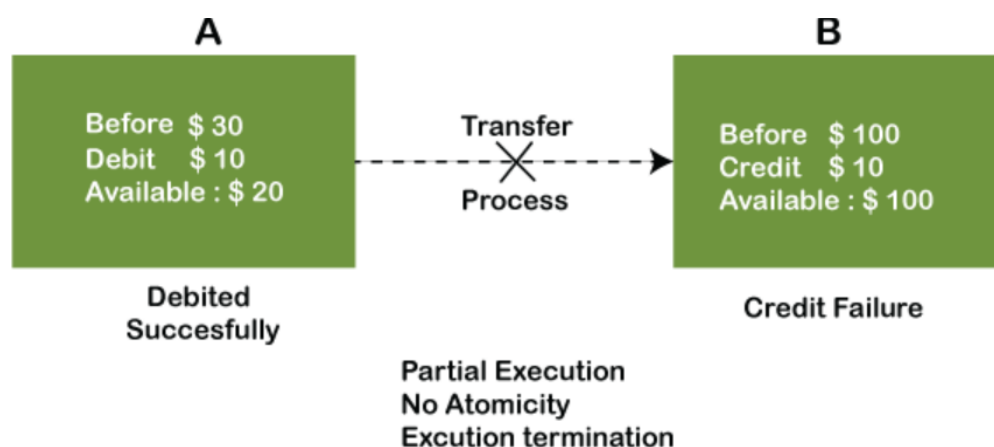 A
B
Before $ 30
Debit $ 10
Available : $ 20
Transfer
Process
Before $ 100
Credit $ 10
Available : $ 100
Debited
Succesfully
Credit Failure
Partial Execution
No Atomicity
Excution termination